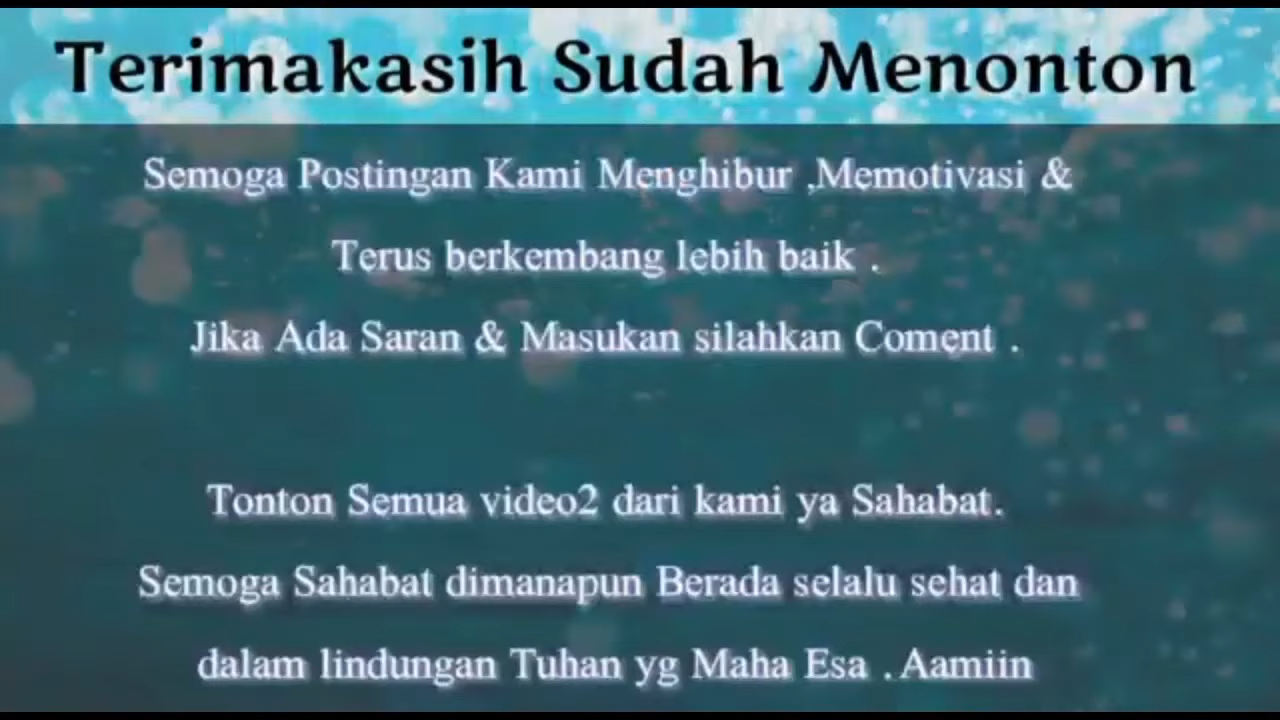 Terimakasih Sudah Menonton
Semoga Postingan Kami Menghibur ,Memotivasi &
Terus berkembang lebih baik .
Jika Ada Saran & Masukan silahkan Coment .
Tonton Semua video2 dari kami ya Sahabat.
Semoga Sahabat dimanapun Berada selalu sehat dan
dalam lindungan Tuhan yg Maha Esa . Aamiin